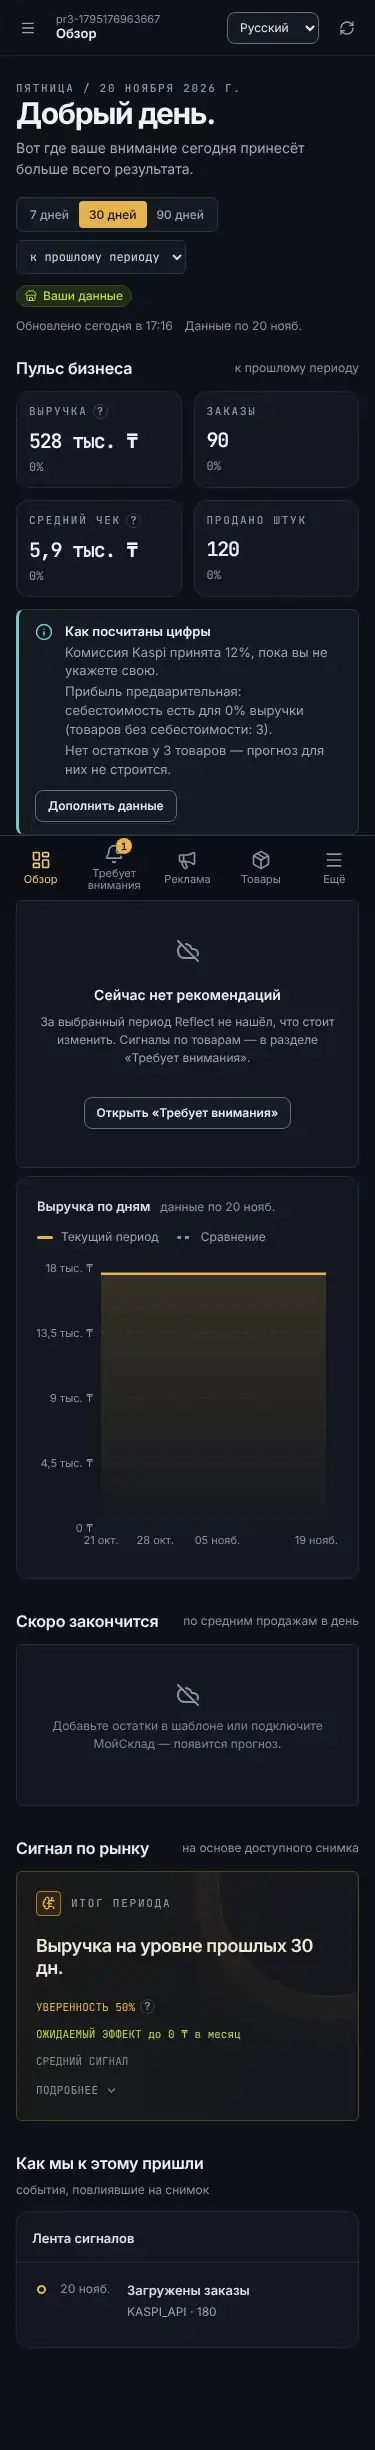 pr3-1795176963667
Обзор
Русский
ПЯТНИЦА / 20 НОЯБРЯ 2026 Г.
Добрый день.
Вот где ваше внимание сегодня принесёт
больше всего результата.
7 дней 30 дней 90 дней
к прошлому периоду
Ваши данные
Обновлено сегодня в 17:16 Данные по 20 нояб.
Пульс бизнеса к прошлому периоду
ВЫРУЧКА ?
528 тыс. ₸
0%
ЗАКАЗЫ
90
0%
СРЕДНИЙ ЧЕК ?
5,9 тыс. ₸
0%
ПРОДАНО ШТУК
120
0%
Как посчитаны цифры
Комиссия Kaspi принята 12%, пока вы не
укажете свою.
Прибыль предварительная:
себестоимость есть для 0% выручки
(товаров без себестоимости: 3).
Нет остатков у 3 товаров — прогноз для
них не строится.
Дополнить данные
1
Обзор
Требует
внимания
Реклама
Товары
Ещё
Сейчас нет рекомендаций
За выбранный период Reflect не нашёл, что стоит
изменить. Сигналы по товарам — в разделе
«Требует внимания».
Открыть «Требует внимания»
Выручка по дням данные по 20 нояб.
Текущий период Сравнение
18 тыс. ₸
13,5 тыс. ₸
9 тыс. ₸
4,5 тыс. ₸
0 ₸
21 окт. 28 окт. 05 нояб. 19 нояб.
Скоро закончится по средним продажам в день
Добавьте остатки в шаблоне или подключите
МойСклад — появится прогноз.
Сигнал по рынку на основе доступного снимка
ИТОГ ПЕРИОДА
Выручка на уровне прошлых 30
дн.
УВЕРЕННОСТЬ 50% ?
ОЖИДАЕМЫЙ ЭФФЕКТ до 0 ₸ в месяц
СРЕДНИЙ СИГНАЛ
ПОДРОБНЕЕ
Как мы к этому пришли
события, повлиявшие на снимок
Лента сигналов
20 нояб. Загружены заказы
KASPI_API · 180